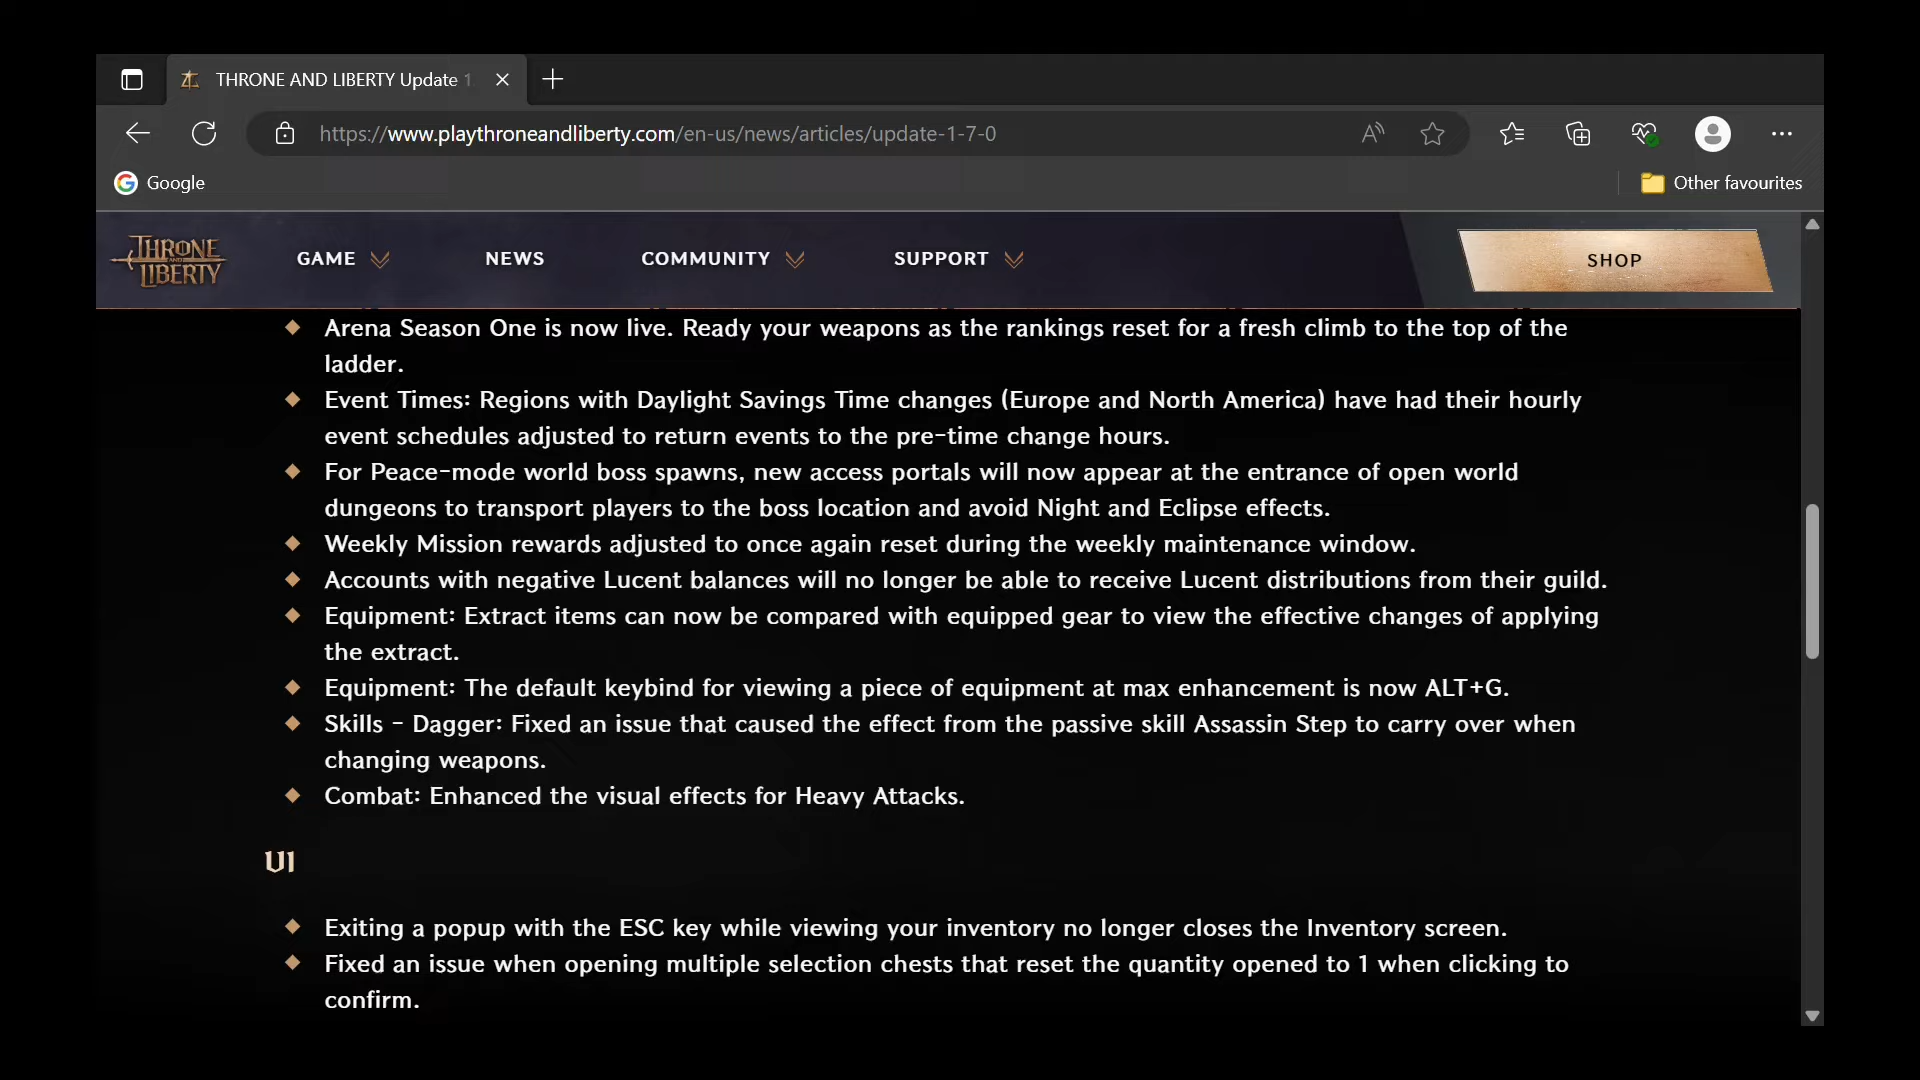 THRONE AND LIBERTY Update 1
https://www.playthroneandliberty.com/en-us/news/articles/update-1-7-0
Google
Other favourites
THRONE AND LIBERTY
GAME
NEWS
COMMUNITY
SUPPORT
SHOP
Arena Season One is now live. Ready your weapons as the rankings reset for a fresh climb to the top of the
ladder.
Event Times: Regions with Daylight Savings Time changes (Europe and North America) have had their hourly
event schedules adjusted to return events to the pre-time change hours.
For Peace-mode world boss spawns, new access portals will now appear at the entrance of open world
dungeons to transport players to the boss location and avoid Night and Eclipse effects.
Weekly Mission rewards adjusted to once again reset during the weekly maintenance window.
Accounts with negative Lucent balances will no longer be able to receive Lucent distributions from their guild.
Equipment: Extract items can now be compared with equipped gear to view the effective changes of applying
the extract.
Equipment: The default keybind for viewing a piece of equipment at max enhancement is now ALT+G.
Skills - Dagger: Fixed an issue that caused the effect from the passive skill Assassin Step to carry over when
changing weapons.
Combat: Enhanced the visual effects for Heavy Attacks.
UI
Exiting a popup with the ESC key while viewing your inventory no longer closes the Inventory screen.
Fixed an issue when opening multiple selection chests that reset the quantity opened to 1 when clicking to
confirm.